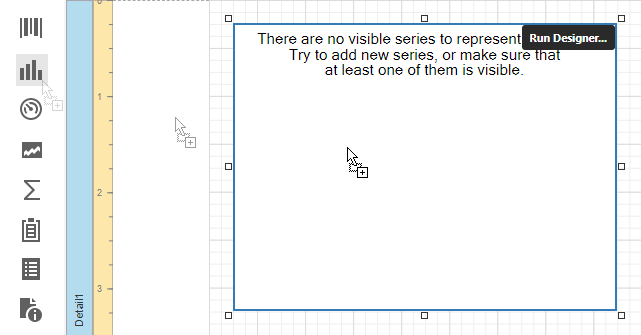 There are no visible series to represent
Run Designer...
Try to add new series, or make sure that
at least one of them is visible.
0
1
2
3
Detail1